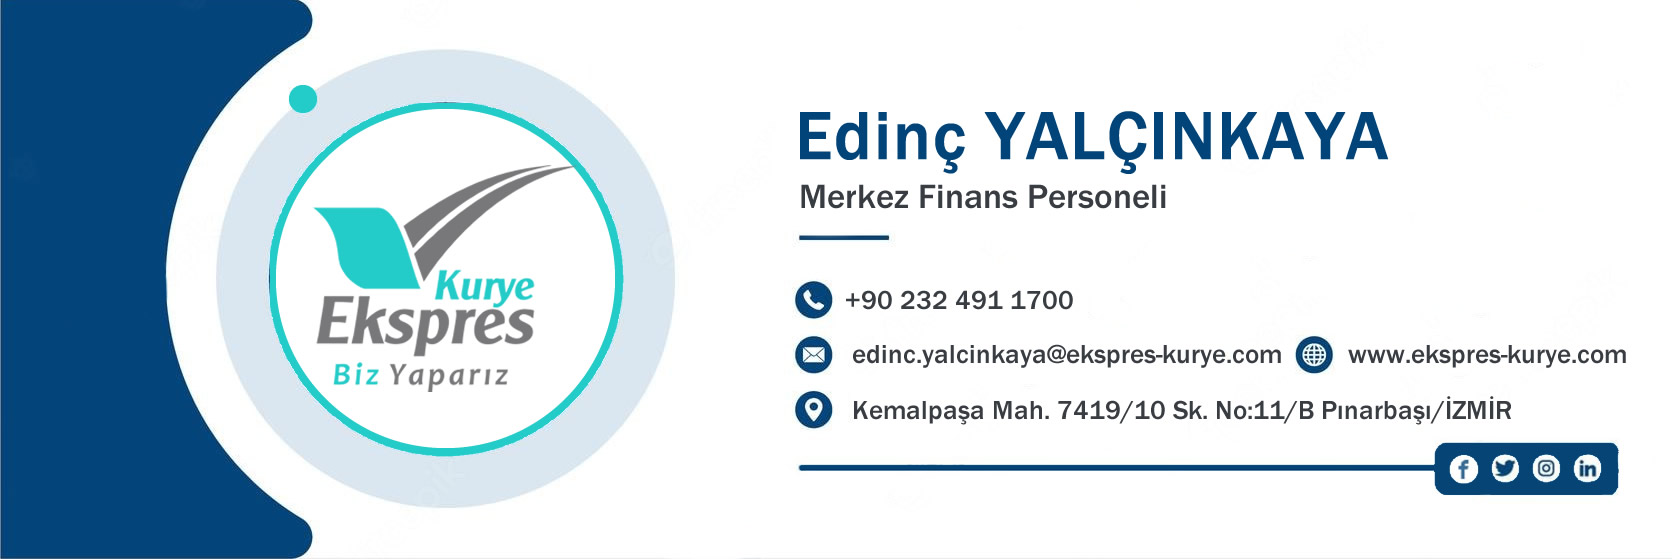 Kurye
Ekspres
Biz Yaparız
Edinç YALÇINKAYA
Merkez Finans Personeli
+90 232 491 1700
edinc.yalcinkaya@ekspres-kurye.com www.ekspres-kurye.com
Kemalpaşa Mah. 7419/10 Sk. No:11/B Pınarbaşı/İZMİR